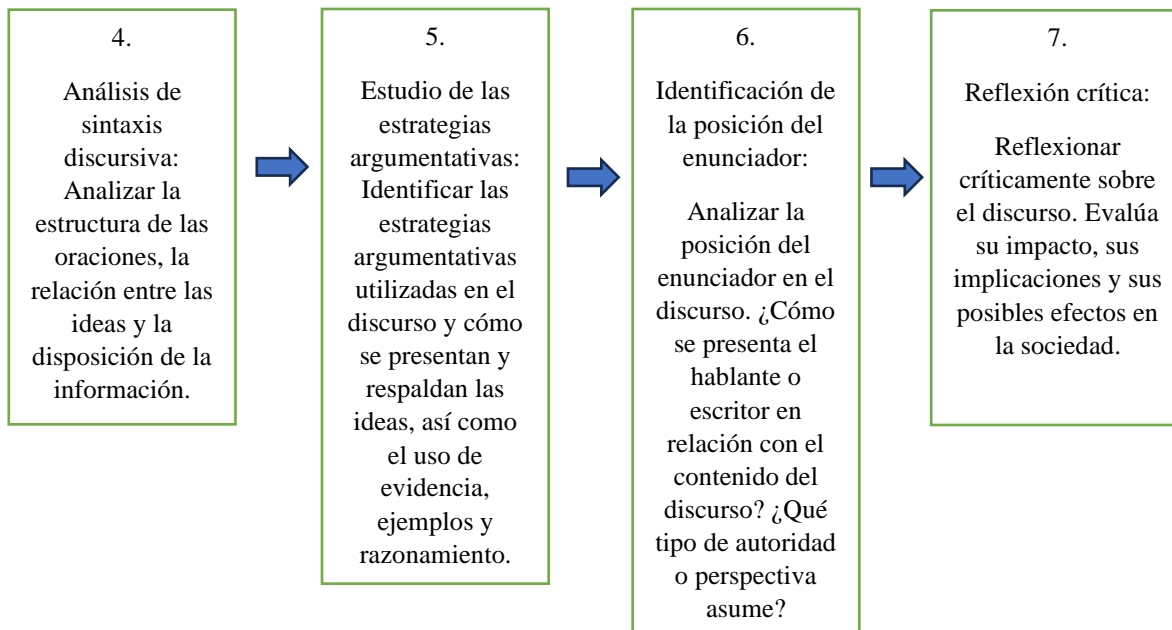 4.
Análisis de
sintaxis
discursiva:
Analizar la
estructura de las
oraciones, la
relación entre las
ideas y la
disposición de la
información.
5.
Estudio de las
estrategias
argumentativas:
Identificar las
estrategias
argumentativas
utilizadas en el
discurso y cómo
se presentan y
respaldan las
ideas, así como
el uso de
evidencia,
ejemplos y
razonamiento.
6.
Identificación de
la posición del
enunciador:
Analizar la
posición del
enunciador en el
discurso. ¿Cómo
se presenta el
hablante o
escritor en
relación con el
contenido del
discurso? ¿Qué
tipo de autoridad
o perspectiva
asume?
7.
Reflexión crítica:
Reflexionar
críticamente sobre
el discurso. Evalúa
su impacto, sus
implicaciones y sus
posibles efectos en
la sociedad.